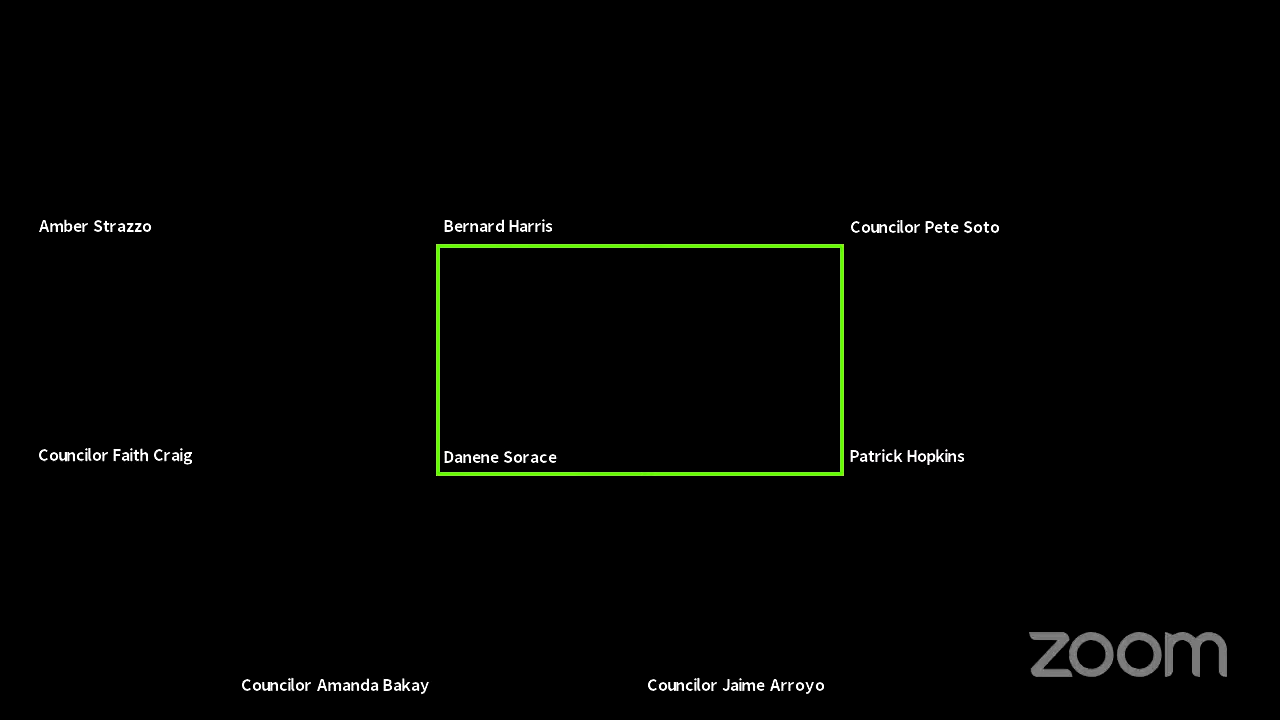 Amber Strazzo
Bernard Harris
Councilor Pete Soto
Councilor Faith Craig
Danene Sorace
Patrick Hopkins
Councilor Amanda Bakay
Councilor Jaime Arroyo
zoom